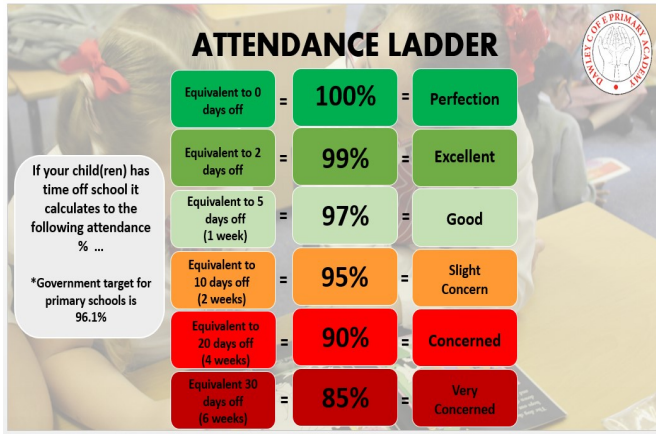 ATTENDANCE LADDER
DAWLEY C OF E PRIMARY ACADEMY
If your child(ren) has
time off school it
calculates to the
following attendance
% ...
*Government target for
primary schools is
96.1%
Equivalent to 0
days off
=
100%
=
Perfection
Equivalent to 2
days off
=
99%
=
Excellent
Equivalent to 5
days off
(1 week)
=
97%
=
Good
Equivalent to
10 days off
(2 weeks)
=
95%
=
Slight
Concern
Equivalent to
20 days off
(4 weeks)
=
90%
=
Concerned
Equivalent 30
days off
(6 weeks)
=
85%
=
Very
Concerned